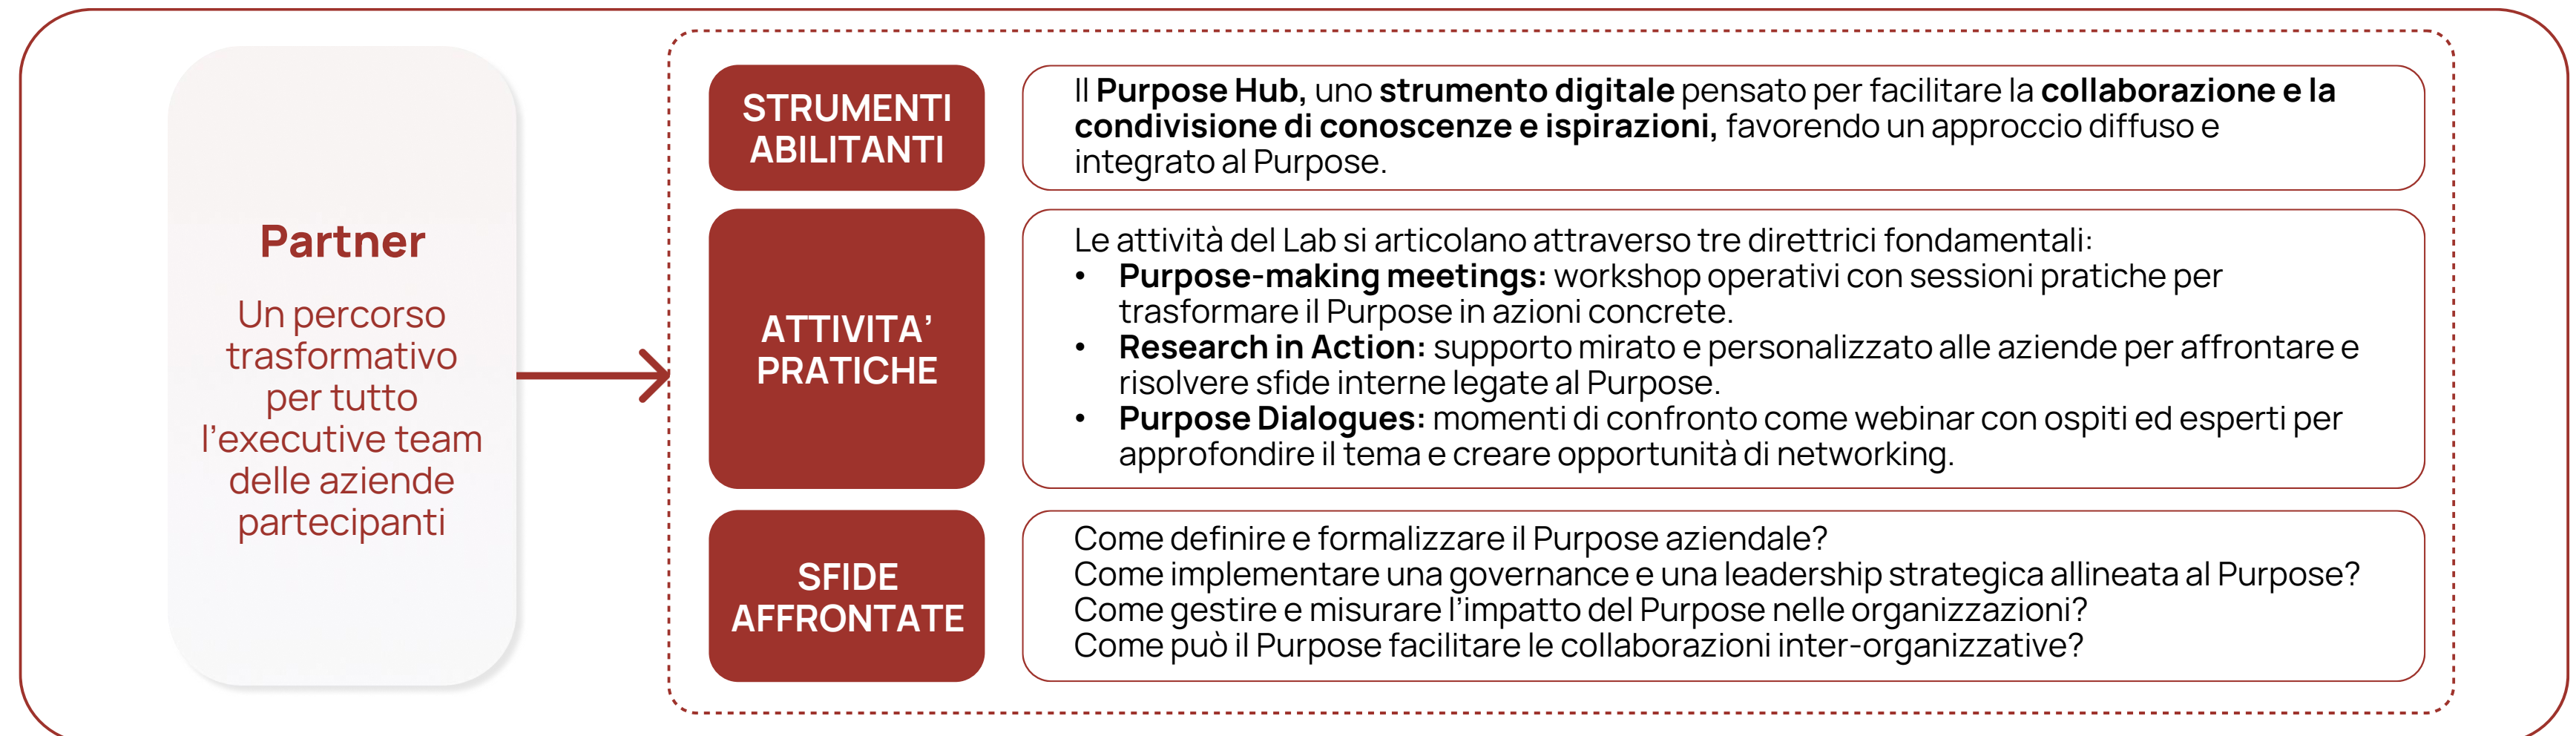 Partner
Un percorso
trasformativo
per tutto
l’executive team
delle aziende
partecipanti
STRUMENTI
ABILITANTI
Il Purpose Hub, uno strumento digitale pensato per facilitare la collaborazione e la
condivisione di conoscenze e ispirazioni, favorendo un approccio diffuso e
integrato al Purpose.
ATTIVITA’
PRATICHE
Le attività del Lab si articolano attraverso tre direttrici fondamentali:
• Purpose-making meetings: workshop operativi con sessioni pratiche per
trasformare il Purpose in azioni concrete.
• Research in Action: supporto mirato e personalizzato alle aziende per affrontare e
risolvere sfide interne legate al Purpose.
• Purpose Dialogues: momenti di confronto come webinar con ospiti ed esperti per
approfondire il tema e creare opportunità di networking.
SFIDE
AFFRONTATE
Come definire e formalizzare il Purpose aziendale?
Come implementare una governance e una leadership strategica allineata al Purpose?
Come gestire e misurare l’impatto del Purpose nelle organizzazioni?
Come può il Purpose facilitare le collaborazioni inter-organizzative?